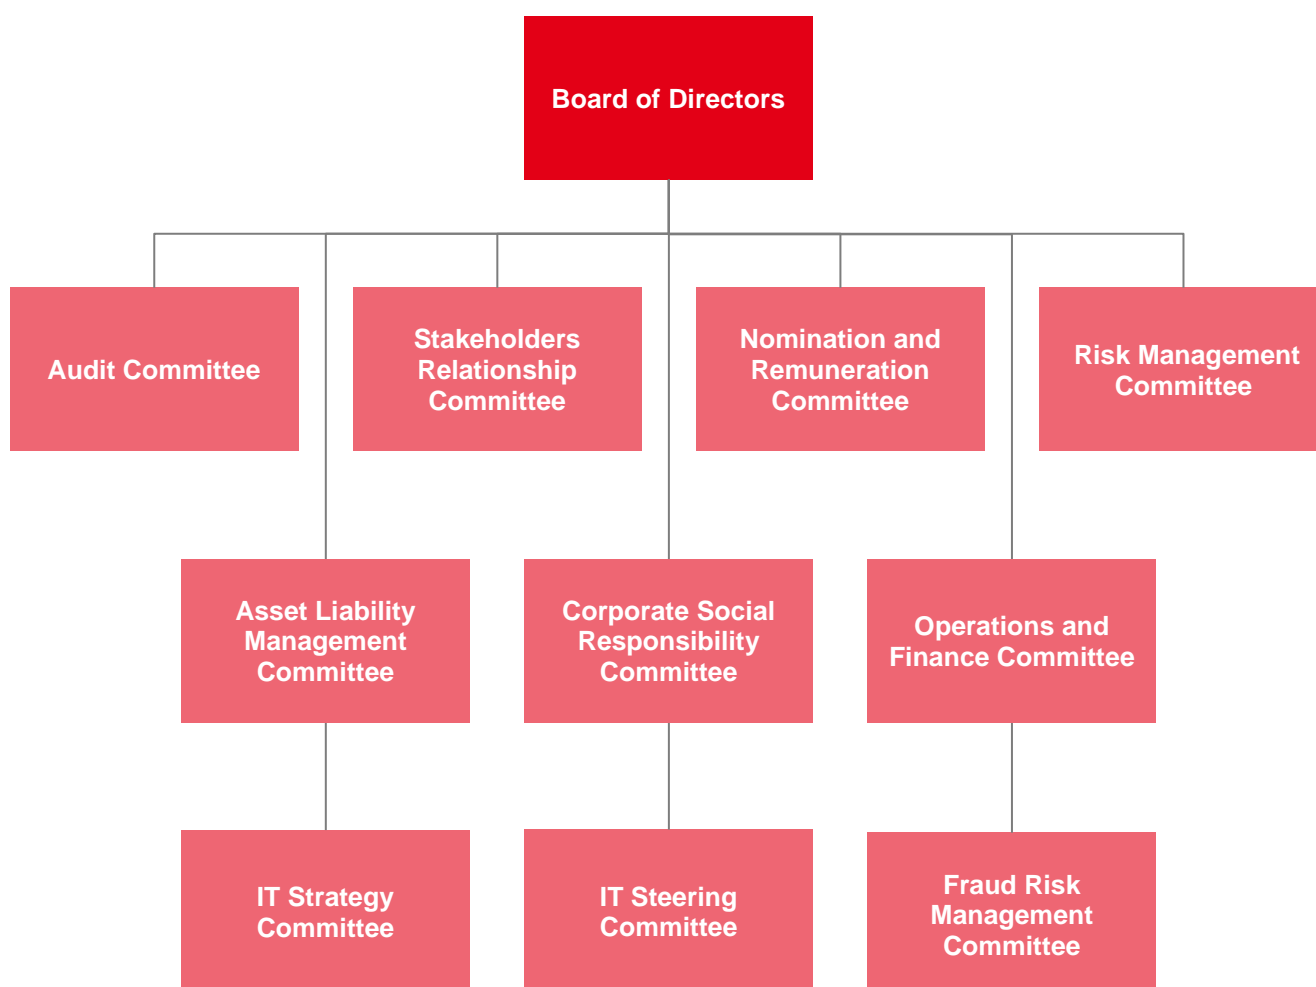 Board of Directors
Audit Committee
Stakeholders
Relationship
Committee
Nomination and
Remuneration
Committee
Risk Management
Committee
Asset Liability
Management
Committee
Corporate Social
Responsibility
Committee
Operations and
Finance Committee
IT Strategy
Committee
IT Steering
Committee
Fraud Risk
Management
Committee